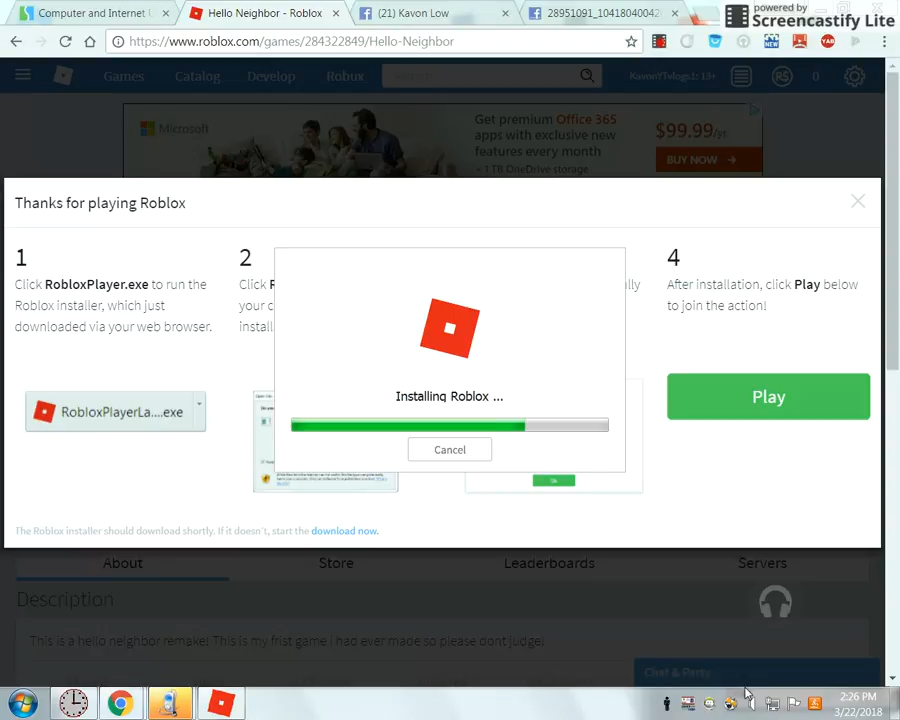 Computer and Internet U
Hello Neighbor - Roblox
(21) Kavon Low
28951091_1041804004
powered by
Screencastify Lite
https://www.roblox.com/games/284322849/Hello-Neighbor
NEW
YAB
Games
Catalog
Develop
Robux
KavonYTvlogs1: 13+
R$
0
Microsoft
Get premium Office 365
apps with exclusive new
features every month
- 1 TB OneDrive storage
$99.99/yr
BUY NOW →
Thanks for playing Roblox
1
2
4
Click RobloxPlayer.exe to run the
Roblox installer, which just
downloaded via your web browser.
Click
your c
install
ully
After installation, click Play below
to join the action!
Installing Roblox ...
Cancel
RobloxPlayerLa....exe
Ok
Play
The Roblox installer should download shortly. If it doesn't, start the download now.
About
Store
Leaderboards
Servers
Description
This is a hello neighbor remake! This is my frist game i had ever made so please dont judge!
Chat & Party
2:26 PM
3/22/2018